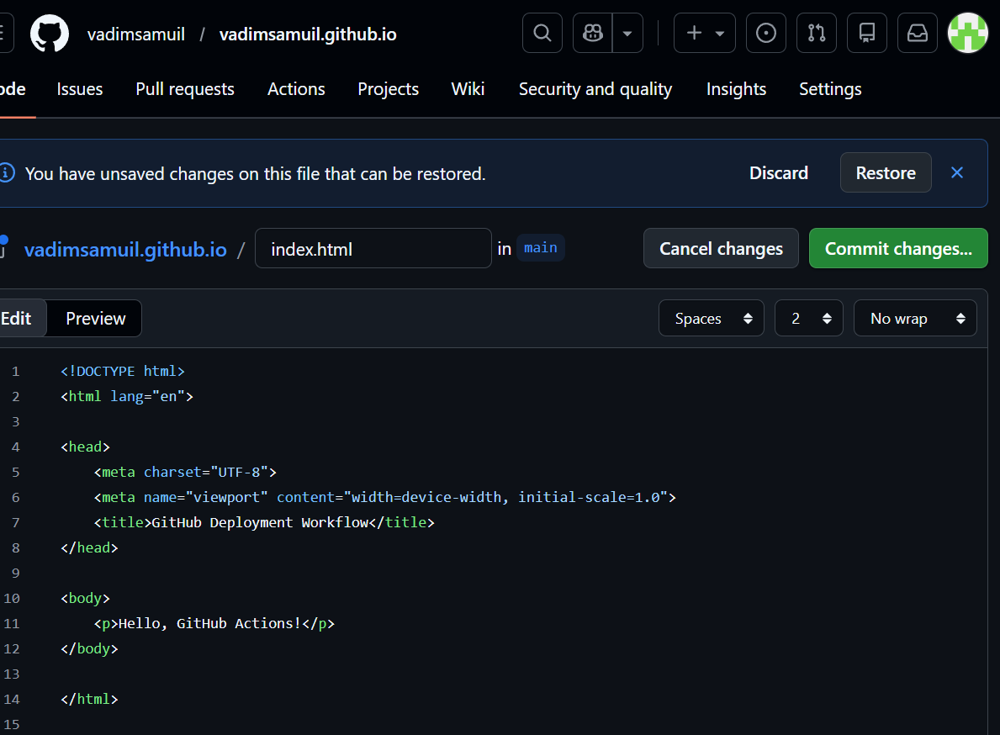 vadimsamuil / vadimsamuil.github.io
ode Issues Pull requests Actions Projects Wiki Security and quality Insights Settings
You have unsaved changes on this file that can be restored. Discard Restore
vadimsamuil.github.io / index.html in main Cancel changes Commit changes...
Edit Preview Spaces 2 No wrap
1 <!DOCTYPE html>
2 <html lang="en">
3
4 <head>
5     <meta charset="UTF-8">
6     <meta name="viewport" content="width=device-width, initial-scale=1.0">
7     <title>GitHub Deployment Workflow</title>
8 </head>
9
10 <body>
11     <p>Hello, GitHub Actions!</p>
12 </body>
13
14 </html>
15